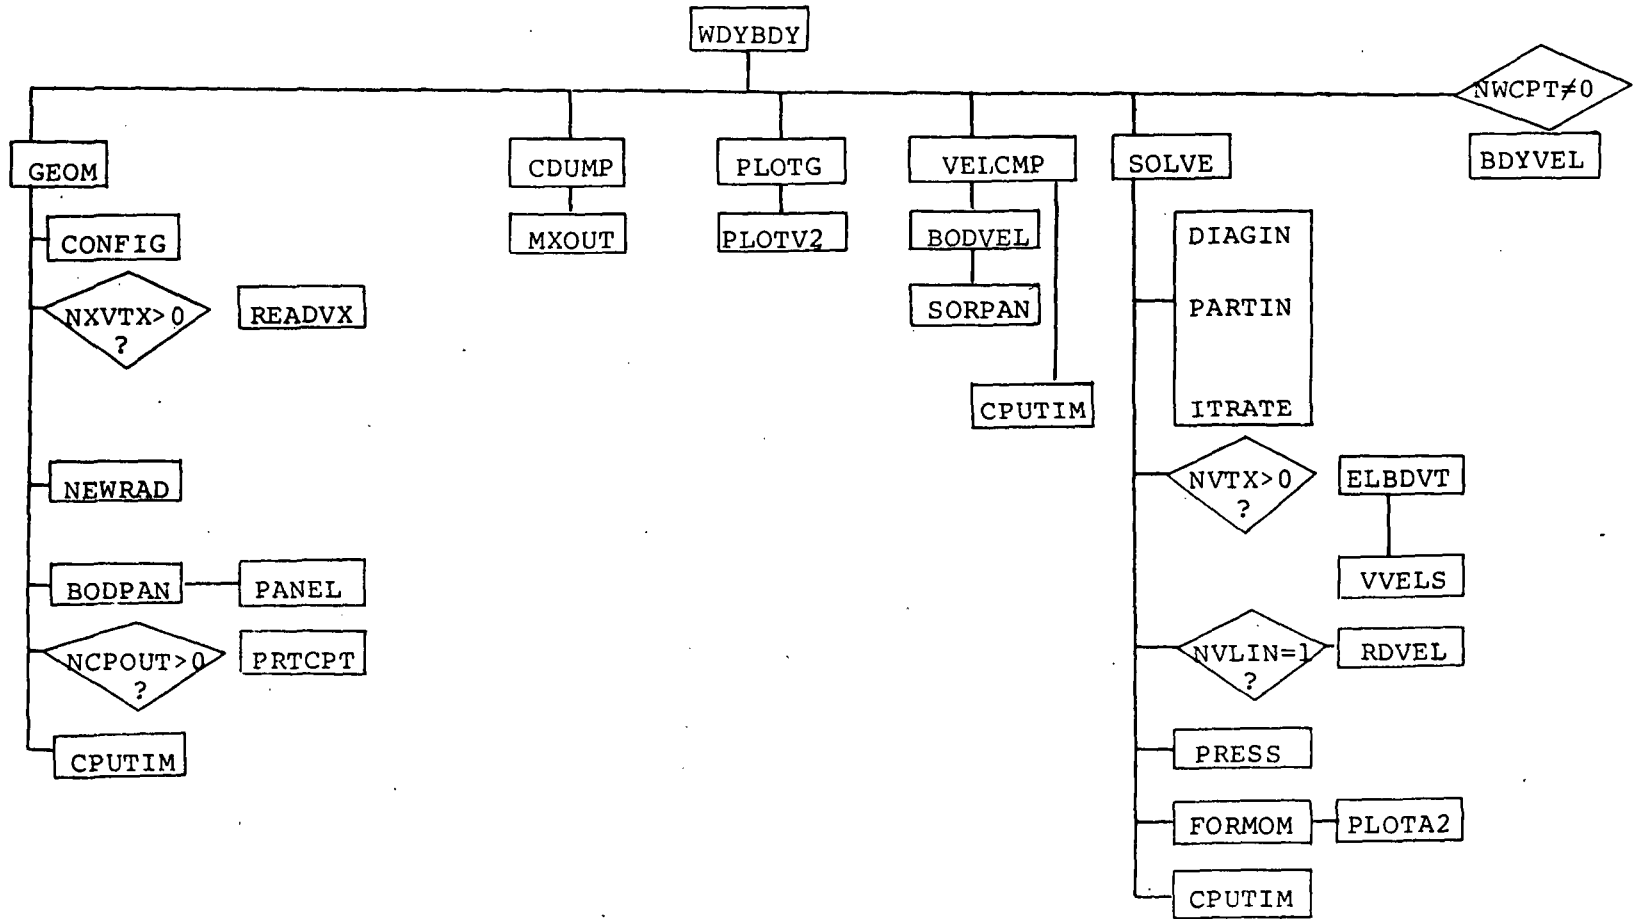 WDYBDY
NWCPT≠0
GEOM
CDUMP
PLOTG
VELCMP
SOLVE
BDYVEL
CONFIG
MXOUT
PLOTV2
BODVEL
DIAGIN
NXVTX>0
?
READVX
SORPAN
PARTIN
CPUTIM
ITRATE
NEWRAD
NVTX>0
?
ELBDVT
BODPAN
PANEL
VVELS
NCPOUT>0
?
PRTCPT
NVLIN=1
?
RDVEL
CPUTIM
PRESS
FORMOM
PLOTA2
CPUTIM